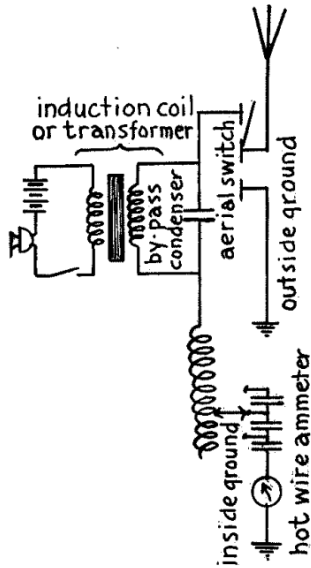 induction coil
or transformer
by-pass
condenser
aerial switch
outside ground
inside ground
hot wire ammeter